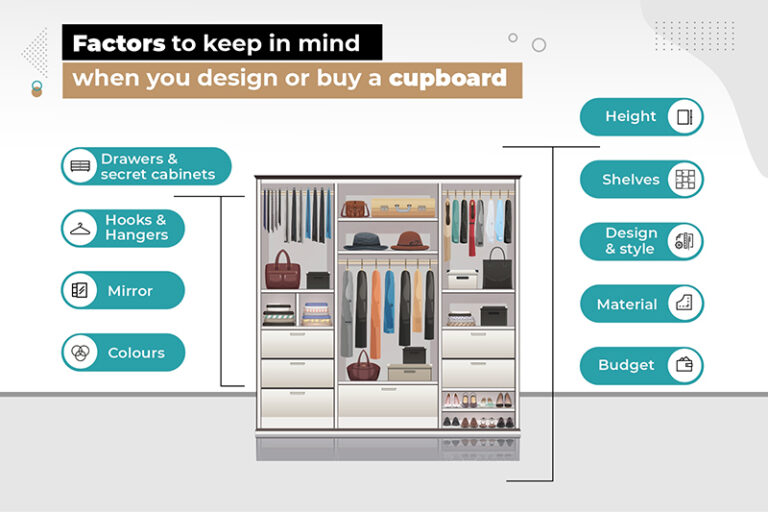 Factors to keep in mind
when you design or buy a cupboard
Drawers &
secret cabinets
Hooks &
Hangers
Mirror
Colours
Height
Shelves
Design
& style
Material
Budget